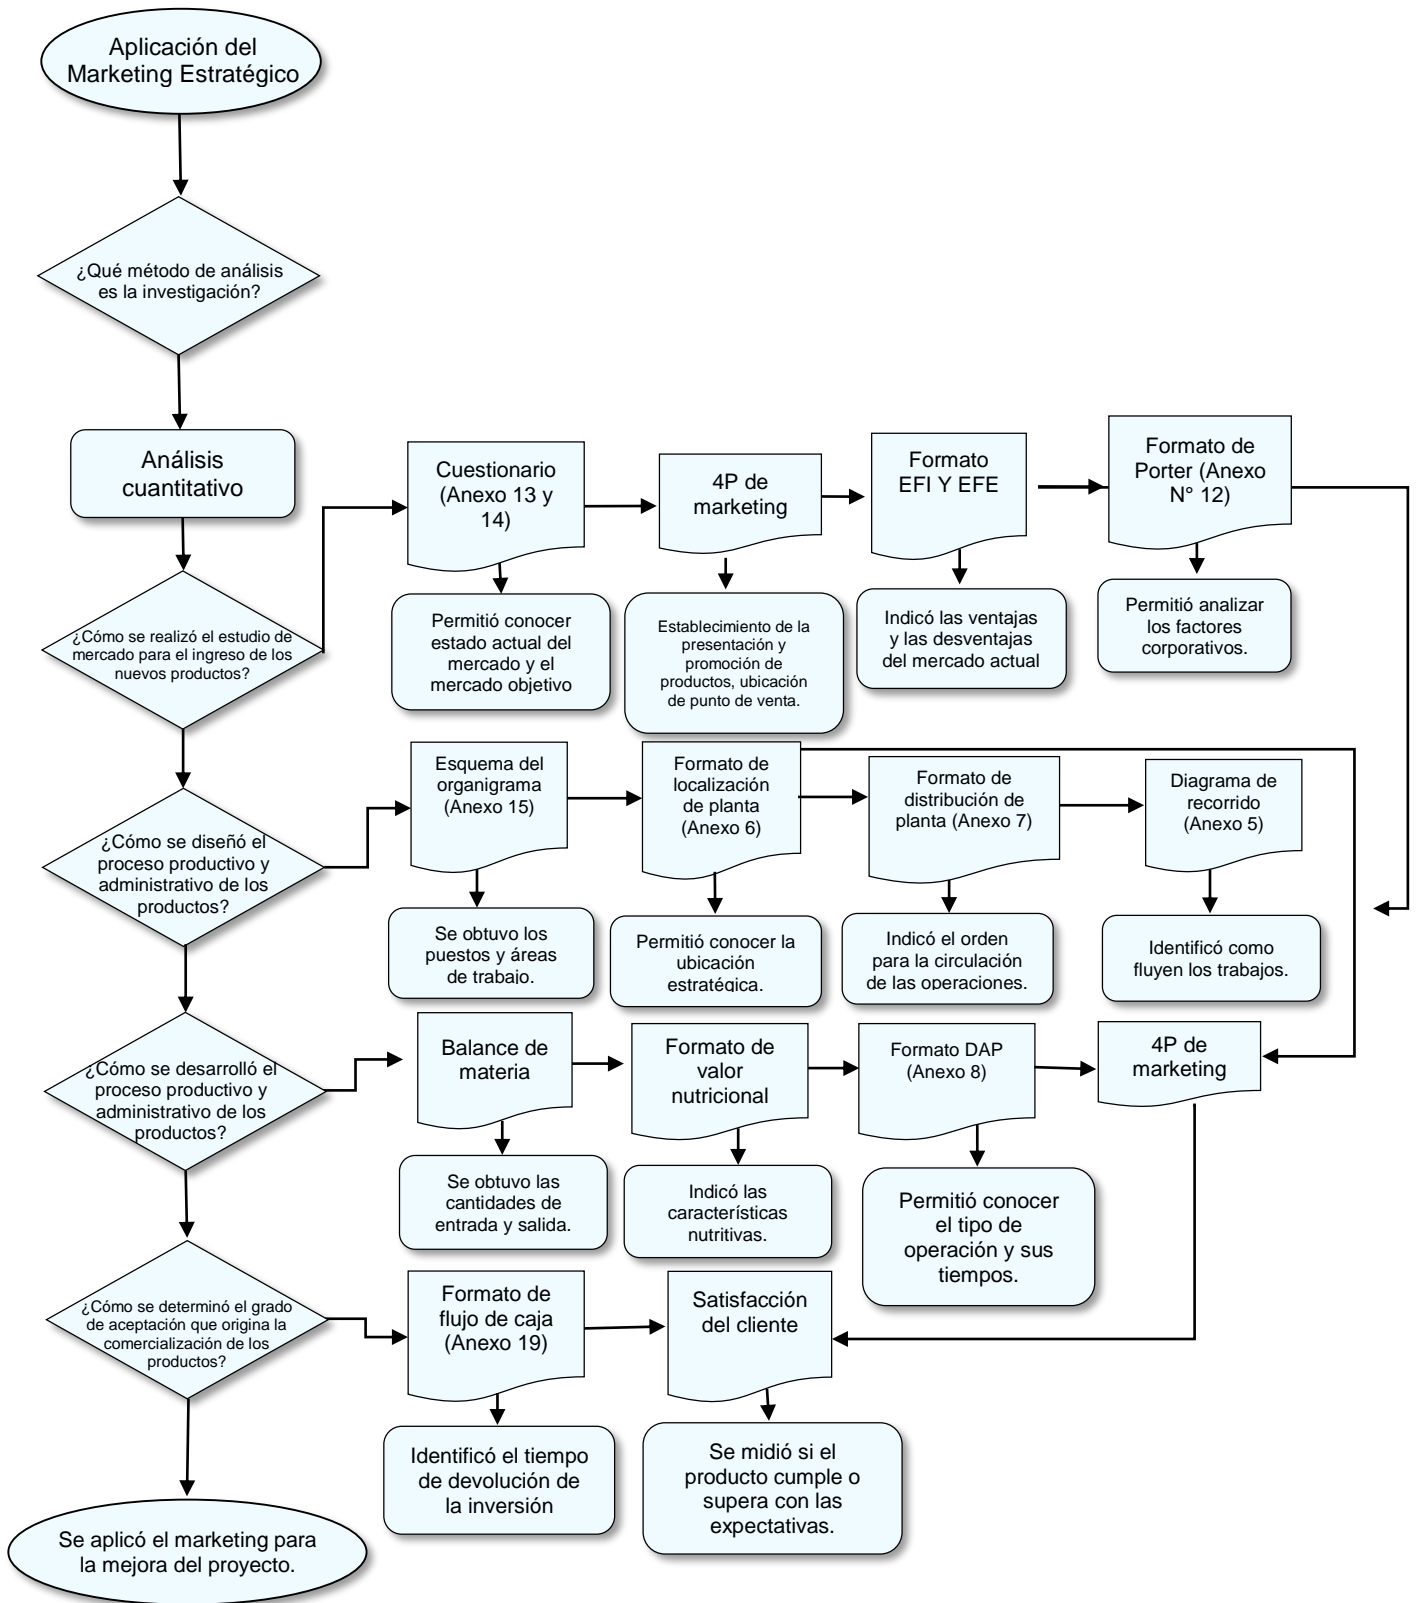 Aplicación del
Marketing Estratégico
¿Qué método de análisis
es la investigación?
Análisis
cuantitativo
¿Cómo se realizó el estudio de
mercado para el ingreso de los
nuevos productos?
Cuestionario
(Anexo 13 y
14)
4P de
marketing
Formato
EFI Y EFE
Formato de
Porter (Anexo
N° 12)
Permitió conocer
estado actual del
mercado y el
mercado objetivo
Establecimiento de la
presentación y
promoción de
productos, ubicación
de punto de venta.
Indicó las ventajas
y las desventajas
del mercado actual
Permitió analizar
los factores
corporativos.
¿Cómo se diseñó el
proceso productivo y
administrativo de los
productos?
Esquema del
organigrama
(Anexo 15)
Formato de
localización
de planta
(Anexo 6)
Formato de
distribución de
planta (Anexo 7)
Diagrama de
recorrido
(Anexo 5)
Se obtuvo los
puestos y áreas
de trabajo.
Permitió conocer la
ubicación
estratégica.
Indicó el orden
para la circulación
de las operaciones.
Identificó como
fluyen los trabajos.
¿Cómo se desarrolló el
proceso productivo y
administrativo de los
productos?
Balance de
materia
Formato de
valor
nutricional
Formato DAP
(Anexo 8)
4P de
marketing
Se obtuvo las
cantidades de
entrada y salida.
Indicó las
características
nutritivas.
Permitió conocer
el tipo de
operación y sus
tiempos.
¿Cómo se determinó el grado
de aceptación que origina la
comercialización de los
productos?
Formato de
flujo de caja
(Anexo 19)
Satisfacción
del cliente
Identificó el tiempo
de devolución de
la inversión
Se midió si el
producto cumple o
supera con las
expectativas.
Se aplicó el marketing para
la mejora del proyecto.